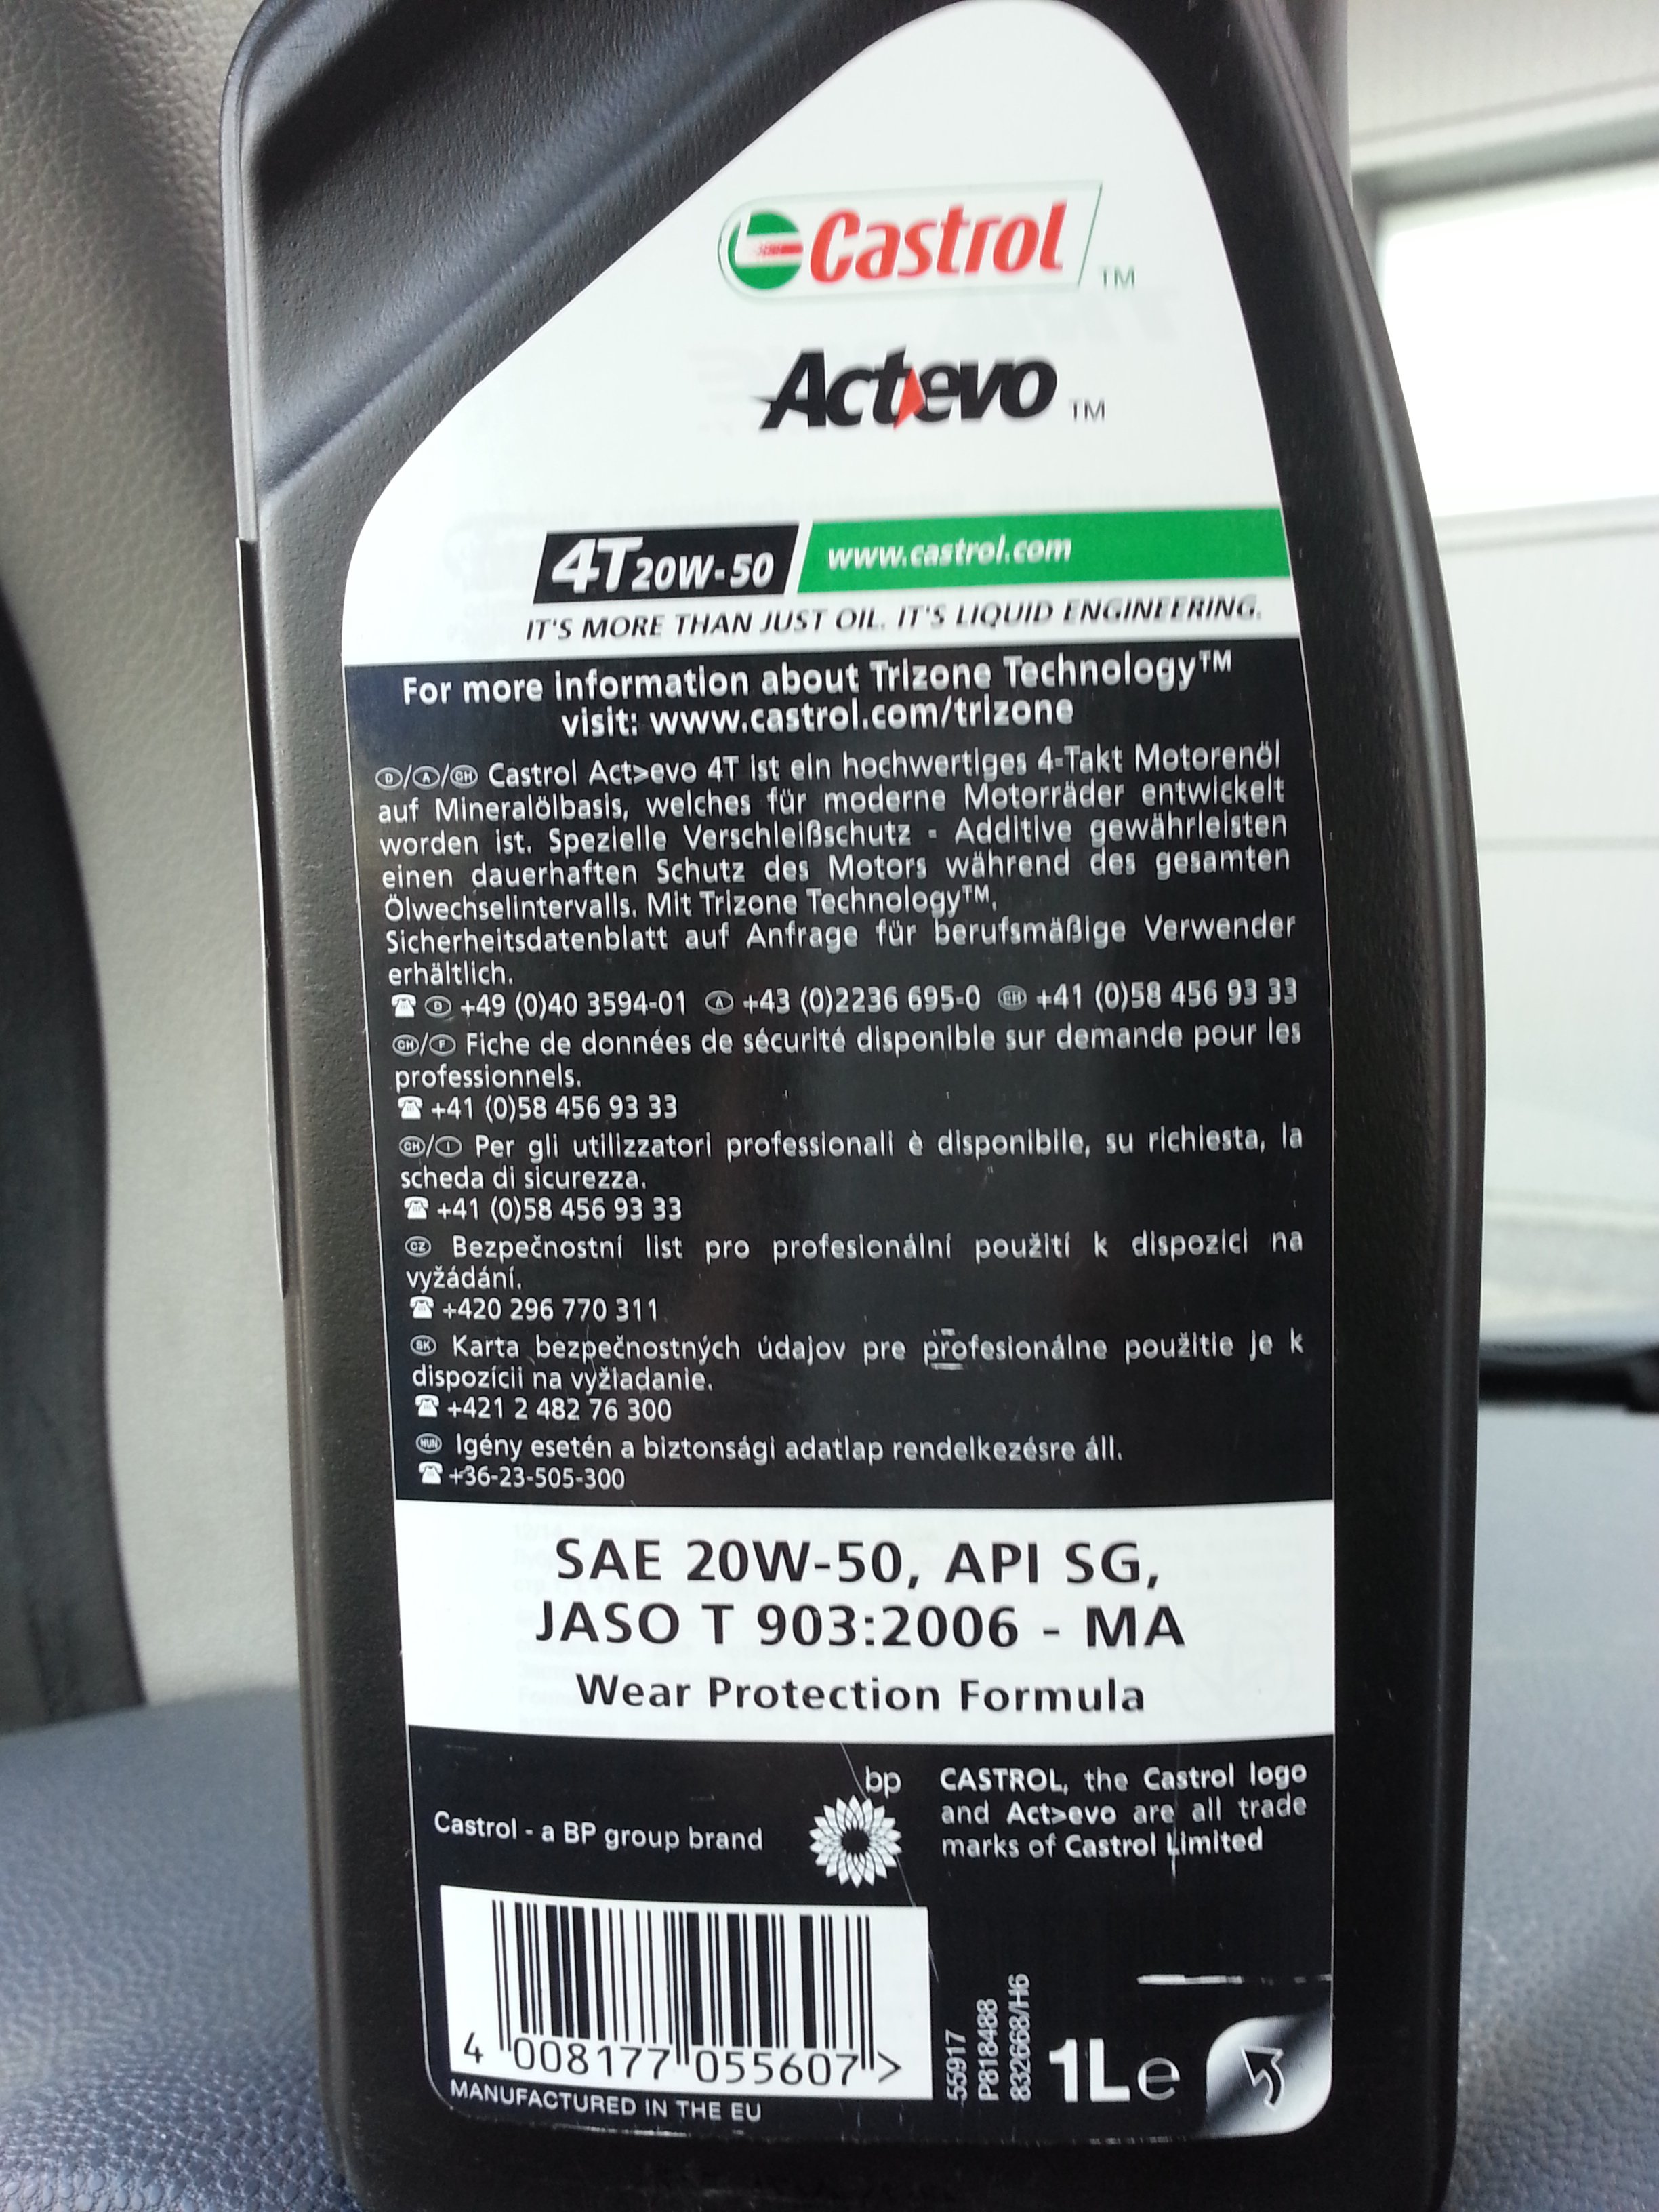 Castrol TM
Act>evo TM
4T 20W-50 www.castrol.com
IT'S MORE THAN JUST OIL. IT'S LIQUID ENGINEERING.
For more information about Trizone Technology™
visit: www.castrol.com/trizone
D/A/CH Castrol Act>evo 4T ist ein hochwertiges 4-Takt Motorenöl
auf Mineralölbasis, welches für moderne Motorräder entwickelt
worden ist. Spezielle Verschleißschutz - Additive gewährleisten
einen dauerhaften Schutz des Motors während des gesamten
Ölwechselintervalls. Mit Trizone Technology™.
Sicherheitsdatenblatt auf Anfrage für berufsmäßige Verwender
erhältlich.
☎ D +49 (0)40 3594-01 A +43 (0)2236 695-0 CH +41 (0)58 456 93 33
CH/F Fiche de données de sécurité disponible sur demande pour les
professionnels.
☎ +41 (0)58 456 93 33
CH/I Per gli utilizzatori professionali è disponibile, su richiesta, la
scheda di sicurezza.
☎ +41 (0)58 456 93 33
CZ Bezpečnostní list pro profesionální použití k dispozici na
vyžádání.
☎ +420 296 770 311
SK Karta bezpečnostných údajov pre profesionálne použitie je k
dispozícii na vyžiadanie.
☎ +421 2 482 76 300
HUN Igény esetén a biztonsági adatlap rendelkezésre áll.
☎ +36-23-505-300
SAE 20W-50, API SG,
JASO T 903:2006 - MA
Wear Protection Formula
Castrol - a BP group brand
bp
CASTROL, the Castrol logo
and Act>evo are all trade
marks of Castrol Limited
4 008177 055607 >
MANUFACTURED IN THE EU
55917
P818488
832668/H6
1L e